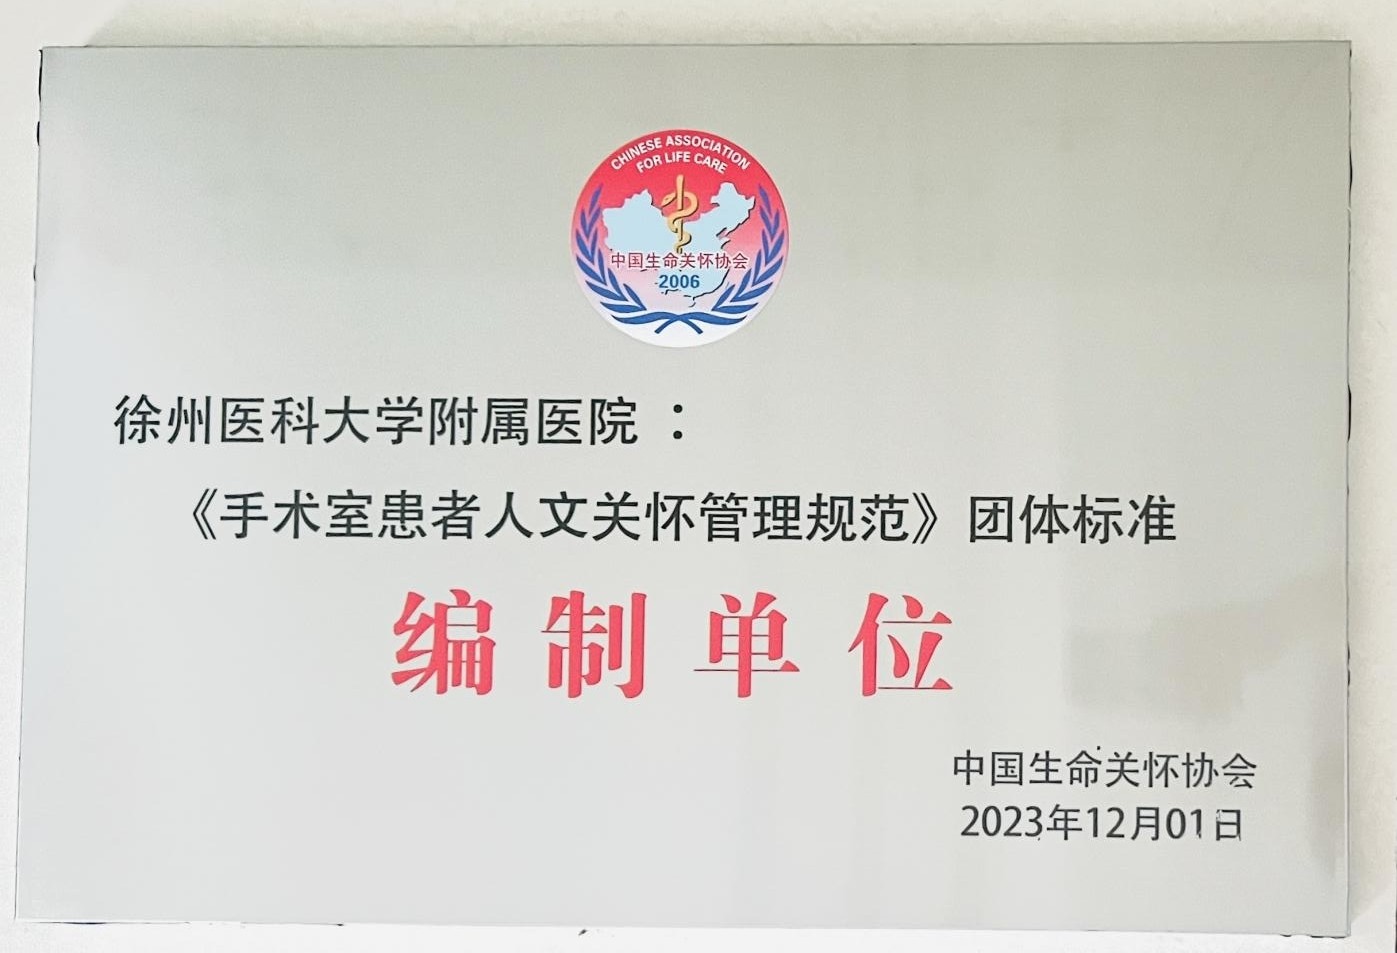 CHINESE ASSOCIATION
FOR LIFE CARE
中国生命关怀协会
2006
徐州医科大学附属医院：
《手术室患者人文关怀管理规范》团体标准
编制单位
中国生命关怀协会
2023年12月01日